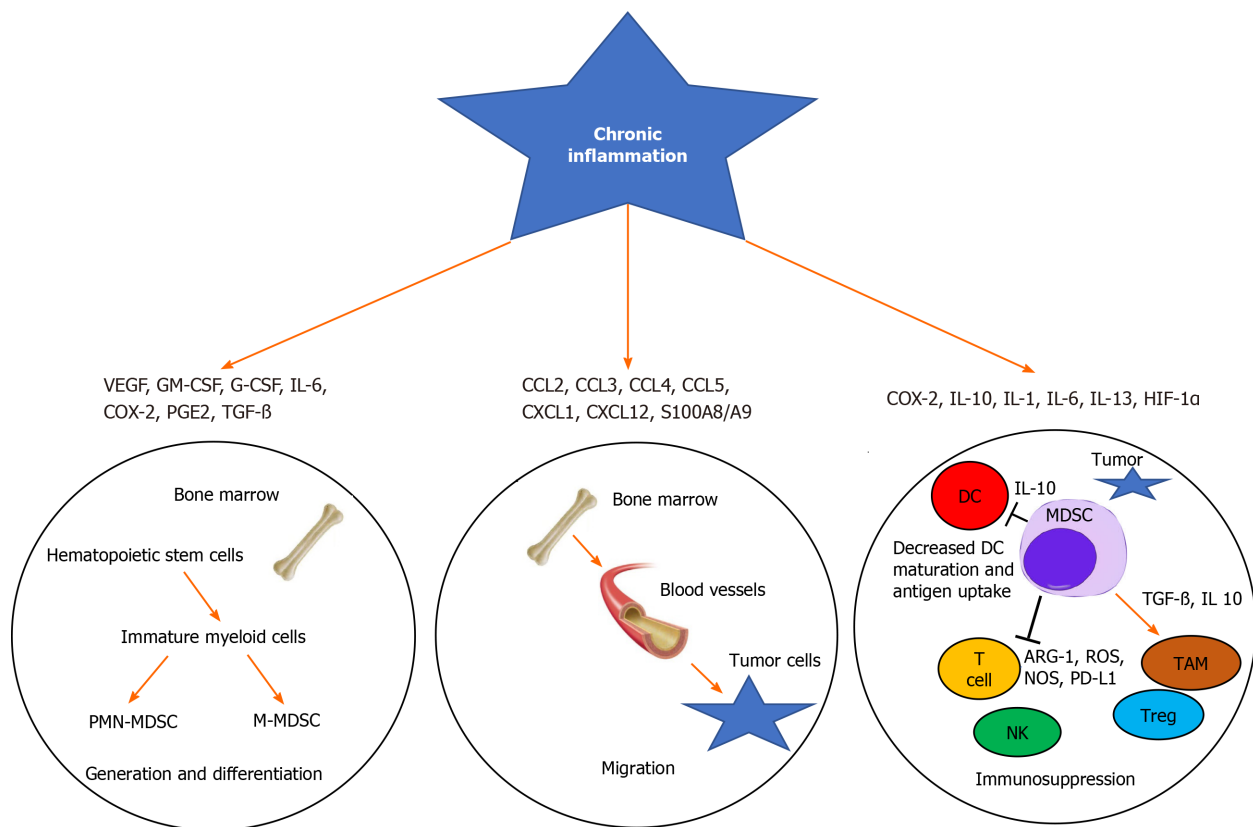 Chronic
inflammation
VEGF, GM-CSF, G-CSF, IL-6,
COX-2, PGE2, TGF-ß
Bone marrow
Hematopoietic stem cells
Immature myeloid cells
PMN-MDSC
M-MDSC
Generation and differentiation
CCL2, CCL3, CCL4, CCL5,
CXCL1, CXCL12, S100A8/A9
Bone marrow
Blood vessels
Tumor cells
Migration
COX-2, IL-10, IL-1, IL-6, IL-13, HIF-1α
Tumor
DC
IL-10
MDSC
Decreased DC
maturation and
antigen uptake
TGF-ß, IL 10
T
cell
ARG-1, ROS,
NOS, PD-L1
TAM
Treg
NK
Immunosuppression